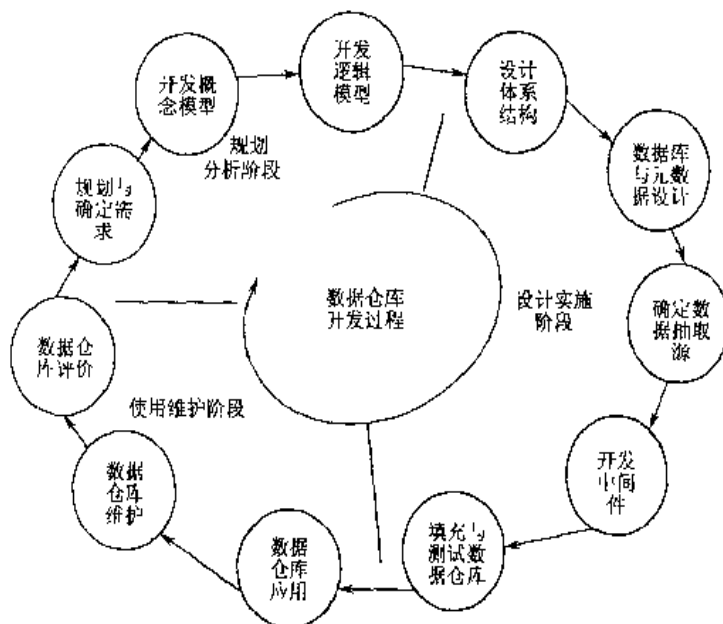 开发逻辑模型
开发概
念模型
设计
体系
结构
规划
分析阶段
数据库
与元数
据设计
规划与
确定需
求
数据仓库
开发过程
设计实施
阶段
确定数
据抽取
源
数据仓
库评价
使用维护阶段
开发
中间
件
数据
仓库
维护
填充与
测试数
据仓库
数据
仓库
应用